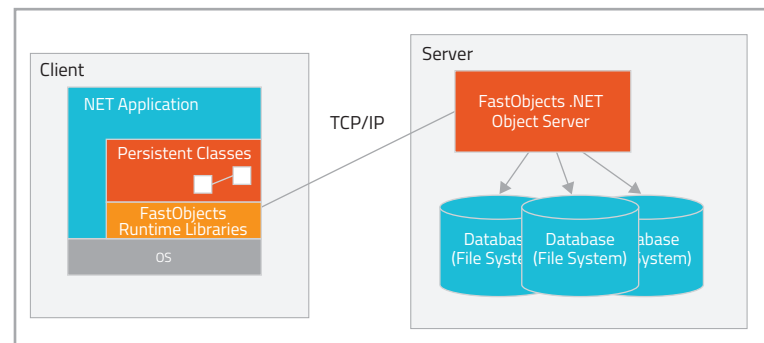 Client
NET Application
Persistent Classes
FastObjects
Runtime Libraries
OS
TCP/IP
Server
FastObjects .NET
Object Server
Database
(File System)